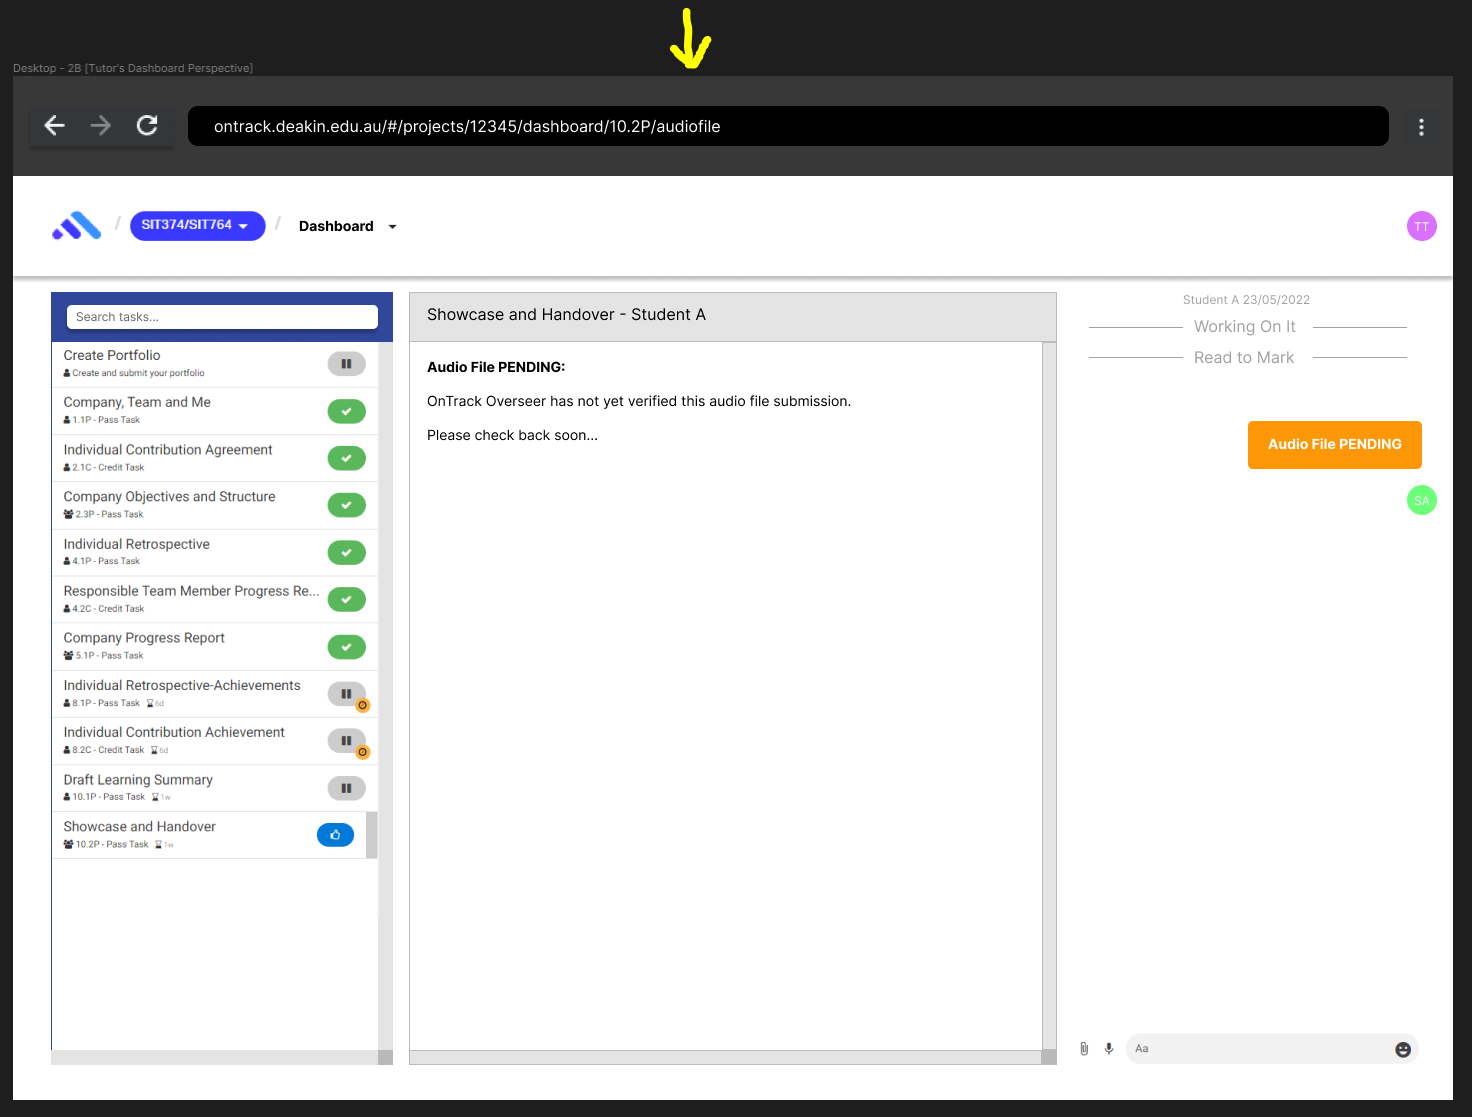 Desktop - 2B [Tutor's Dashboard Perspective]
ontrack.deakin.edu.au/#/projects/12345/dashboard/10.2P/audiofile
/ SIT374/SIT764 / Dashboard
TT
Search tasks...
Create Portfolio
Create and submit your portfolio
Company, Team and Me
1.1P - Pass Task
Individual Contribution Agreement
2.1C - Credit Task
Company Objectives and Structure
2.3P - Pass Task
Individual Retrospective
4.1P - Pass Task
Responsible Team Member Progress Re...
4.2C - Credit Task
Company Progress Report
5.1P - Pass Task
Individual Retrospective-Achievements
8.1P - Pass Task 6d
Individual Contribution Achievement
8.2C - Credit Task 6d
Draft Learning Summary
10.1P - Pass Task 1w
Showcase and Handover
10.2P - Pass Task 1w
Showcase and Handover - Student A
Audio File PENDING:
OnTrack Overseer has not yet verified this audio file submission.
Please check back soon...
Student A 23/05/2022
Working On It
Read to Mark
Audio File PENDING
SA
Aa